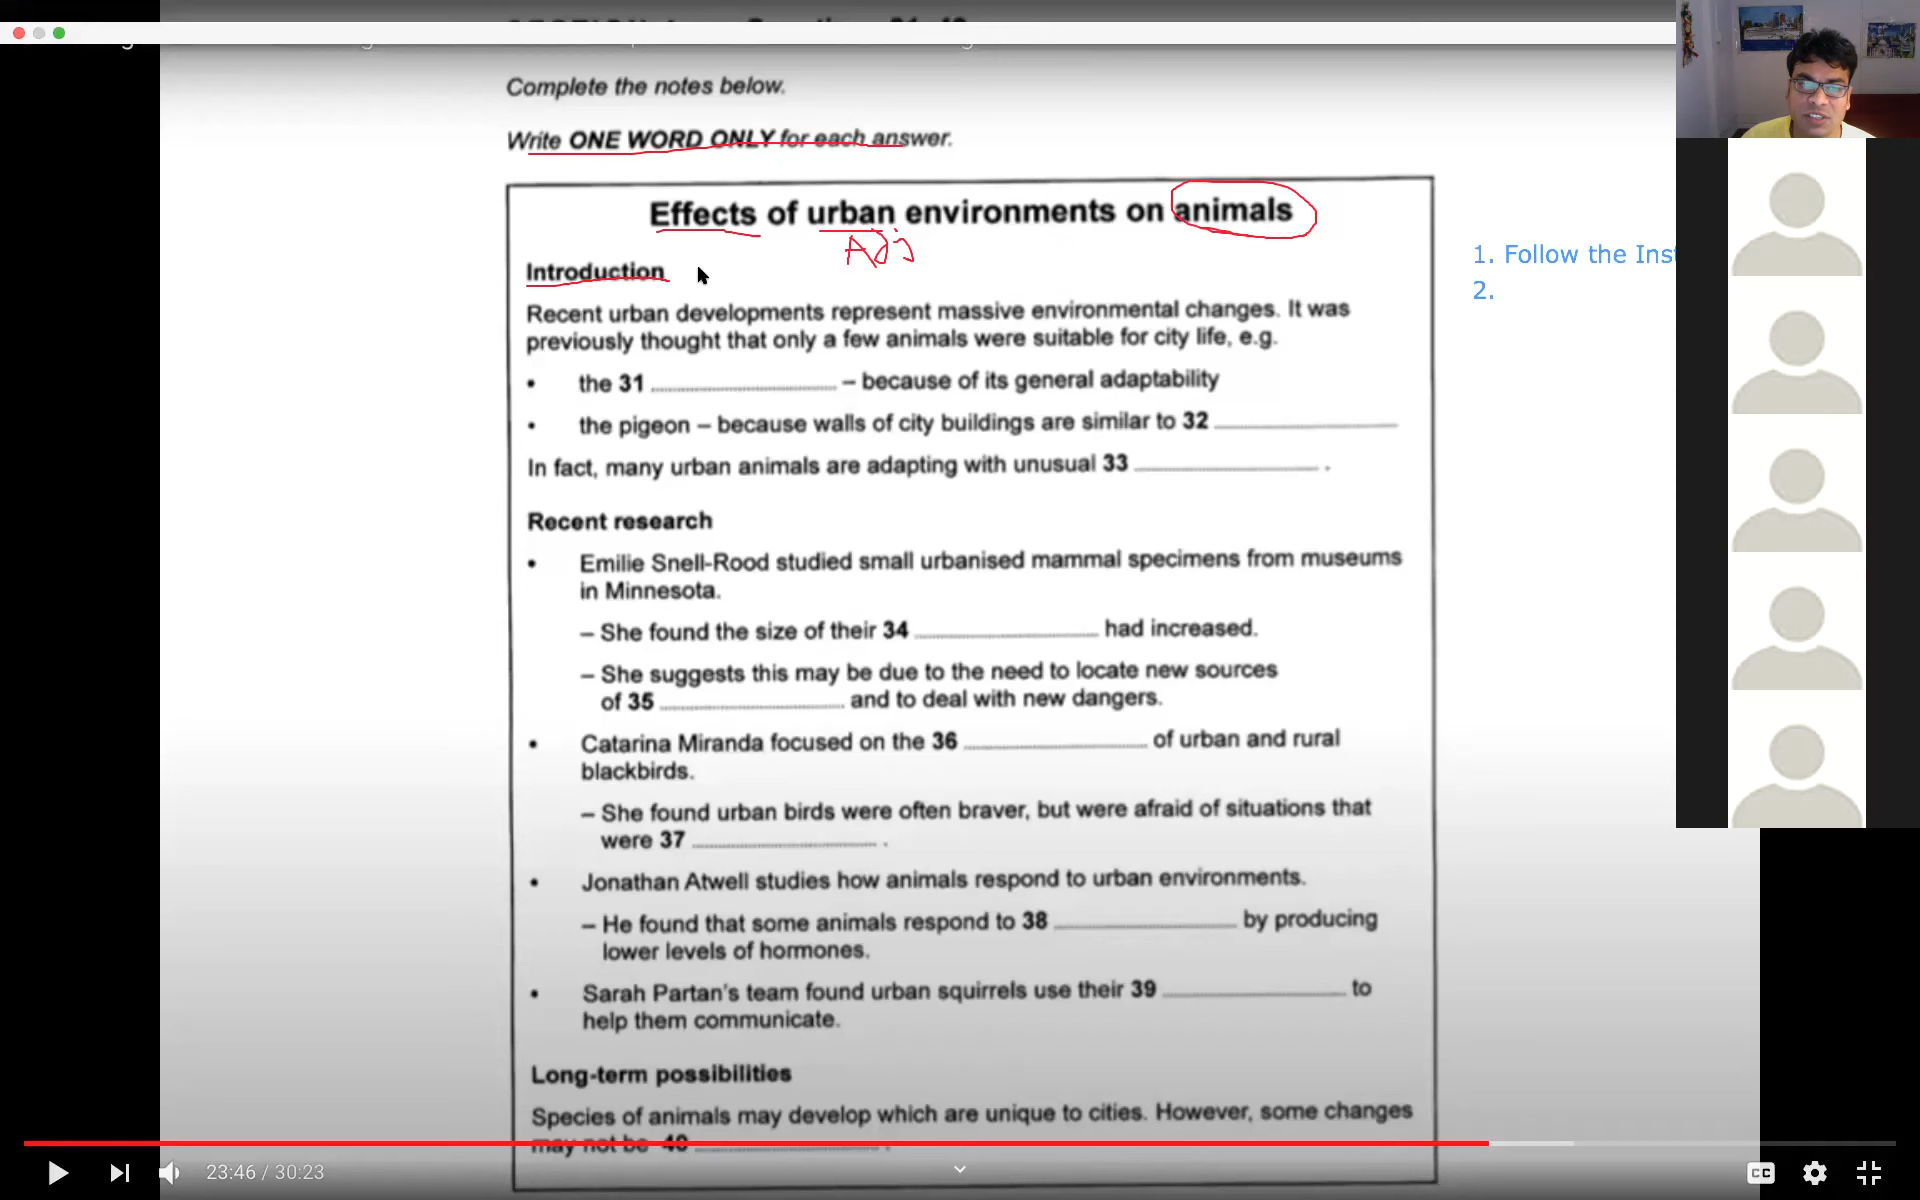 Complete the notes below.
Write ONE WORD ONLY for each answer.
Effects of urban environments on animals
Adj
Introduction
Recent urban developments represent massive environmental changes. It was
previously thought that only a few animals were suitable for city life, e.g.
• the 31 ........................ – because of its general adaptability
• the pigeon – because walls of city buildings are similar to 32 ........................
In fact, many urban animals are adapting with unusual 33 ........................ .
Recent research
• Emilie Snell-Rood studied small urbanised mammal specimens from museums
in Minnesota.
– She found the size of their 34 ........................ had increased.
– She suggests this may be due to the need to locate new sources
of 35 ........................ and to deal with new dangers.
• Catarina Miranda focused on the 36 ........................ of urban and rural
blackbirds.
– She found urban birds were often braver, but were afraid of situations that
were 37 ........................ .
• Jonathan Atwell studies how animals respond to urban environments.
– He found that some animals respond to 38 ........................ by producing
lower levels of hormones.
• Sarah Partan's team found urban squirrels use their 39 ........................ to
help them communicate.
Long-term possibilities
Species of animals may develop which are unique to cities. However, some changes
may not be 40 ........................ .
1. Follow the Inst
2.
23:46 / 30:23
CC